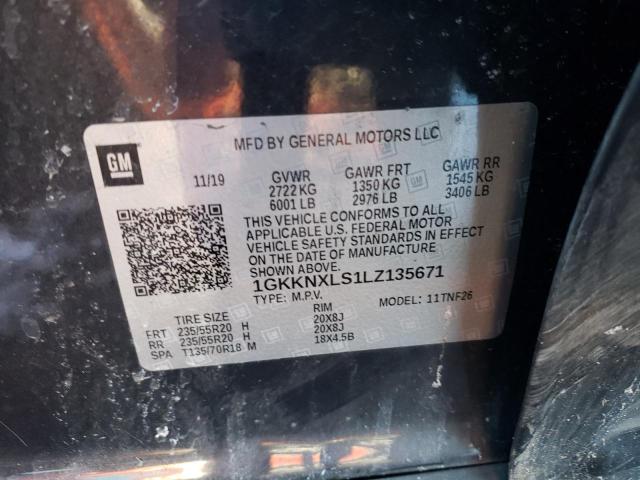 MFD BY GENERAL MOTORS LLC
GM
11/19
GVWR GAWR FRT GAWR RR
2722 KG 1350 KG 1545 KG
6001 LB 2976 LB 3406 LB
THIS VEHICLE CONFORMS TO ALL
APPLICABLE U.S. FEDERAL MOTOR
VEHICLE SAFETY STANDARDS IN EFFECT
ON THE DATE OF MANUFACTURE
SHOWN ABOVE.
1GKKNXLS1LZ135671
TYPE: M.P.V. MODEL: 11TNF26
TIRE SIZE RIM
FRT 235/55R20 H 20X8J
RR 235/55R20 H 20X8J
SPA T135/70R18 M 18X4.5B